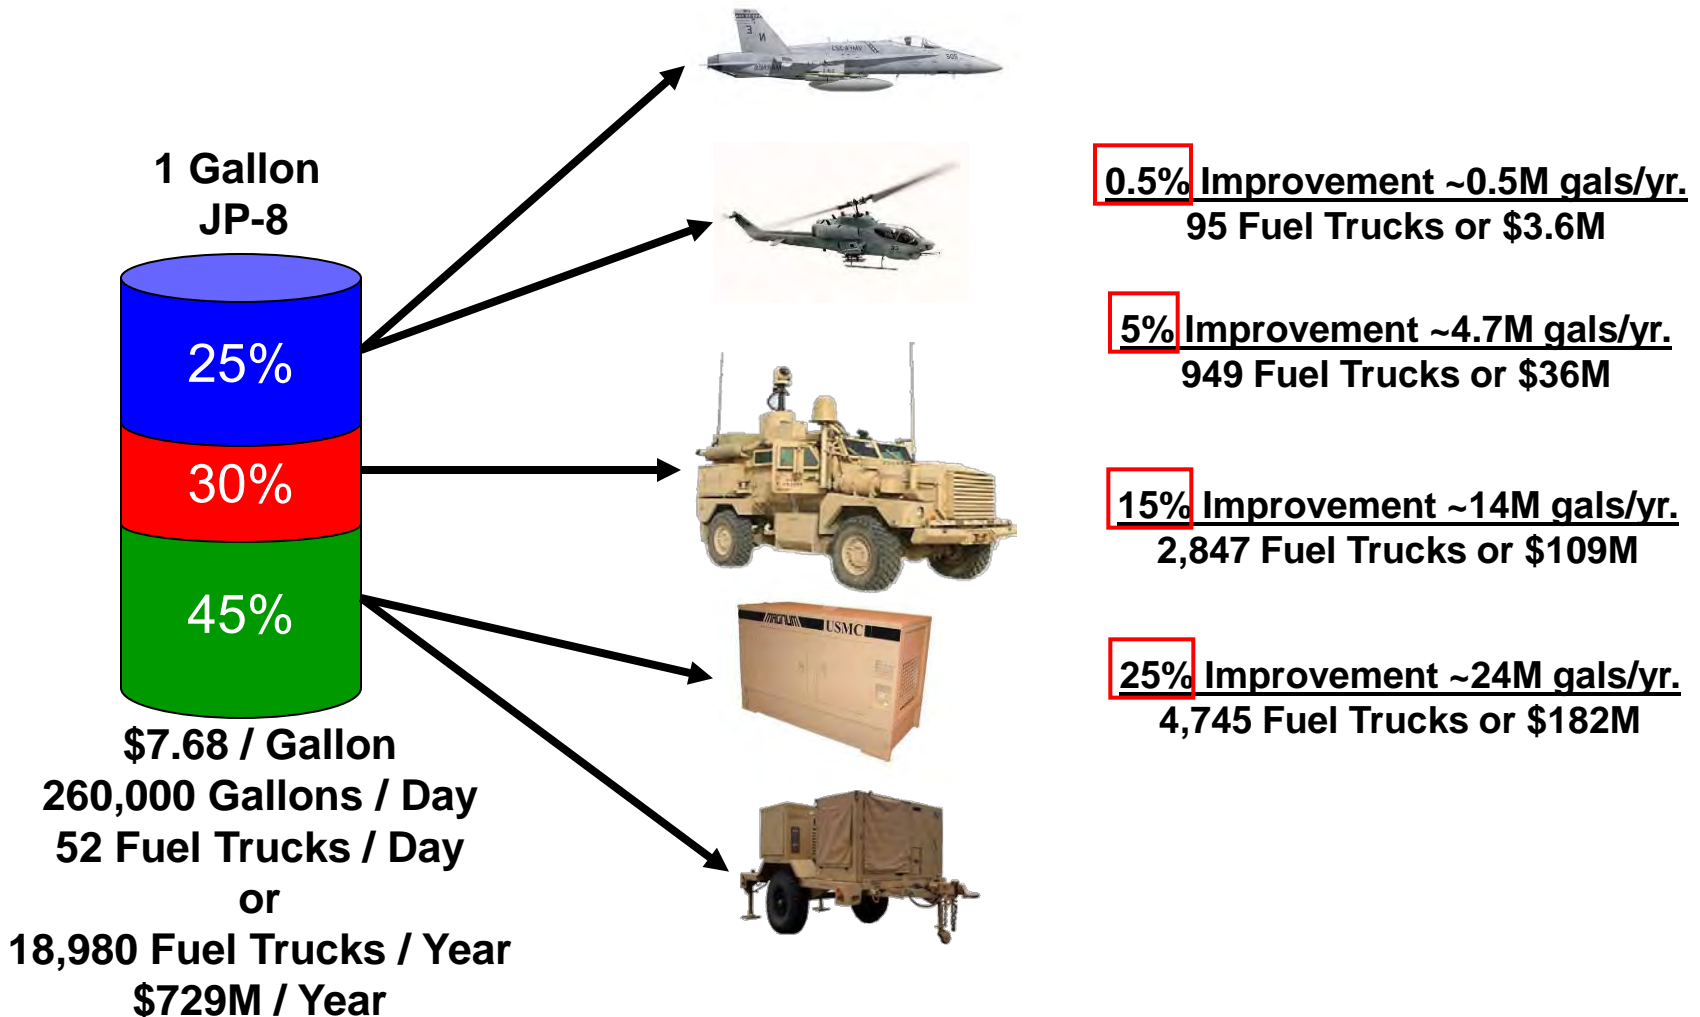 1 Gallon
JP-8
25%
30%
45%
$7.68 / Gallon
260,000 Gallons / Day
52 Fuel Trucks / Day
or
18,980 Fuel Trucks / Year
$729M / Year
MAGNUM USMC
0.5% Improvement ~0.5M gals/yr.
95 Fuel Trucks or $3.6M
5% Improvement ~4.7M gals/yr.
949 Fuel Trucks or $36M
15% Improvement ~14M gals/yr.
2,847 Fuel Trucks or $109M
25% Improvement ~24M gals/yr.
4,745 Fuel Trucks or $182M